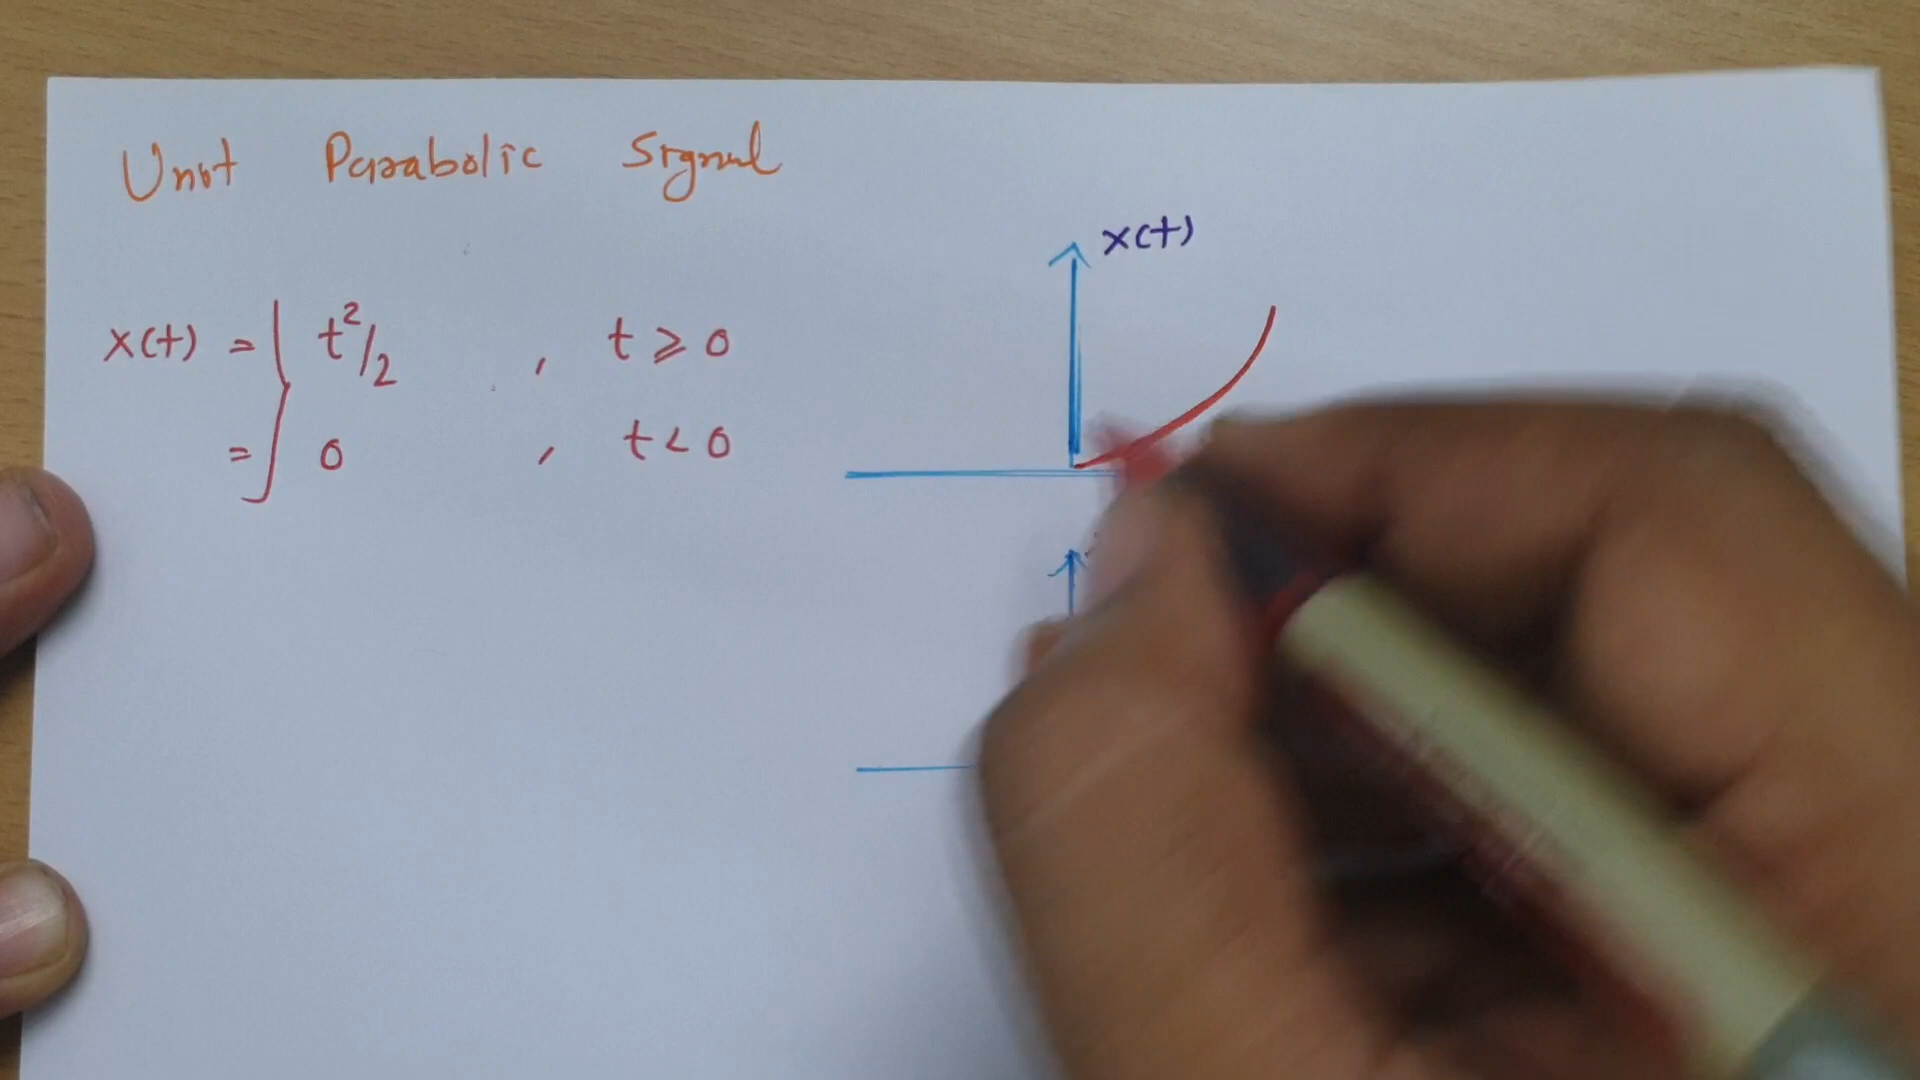 Unit Parabolic Signal
x(t)
x(t) = { t²/2 , t ≥ 0
= 0 , t < 0